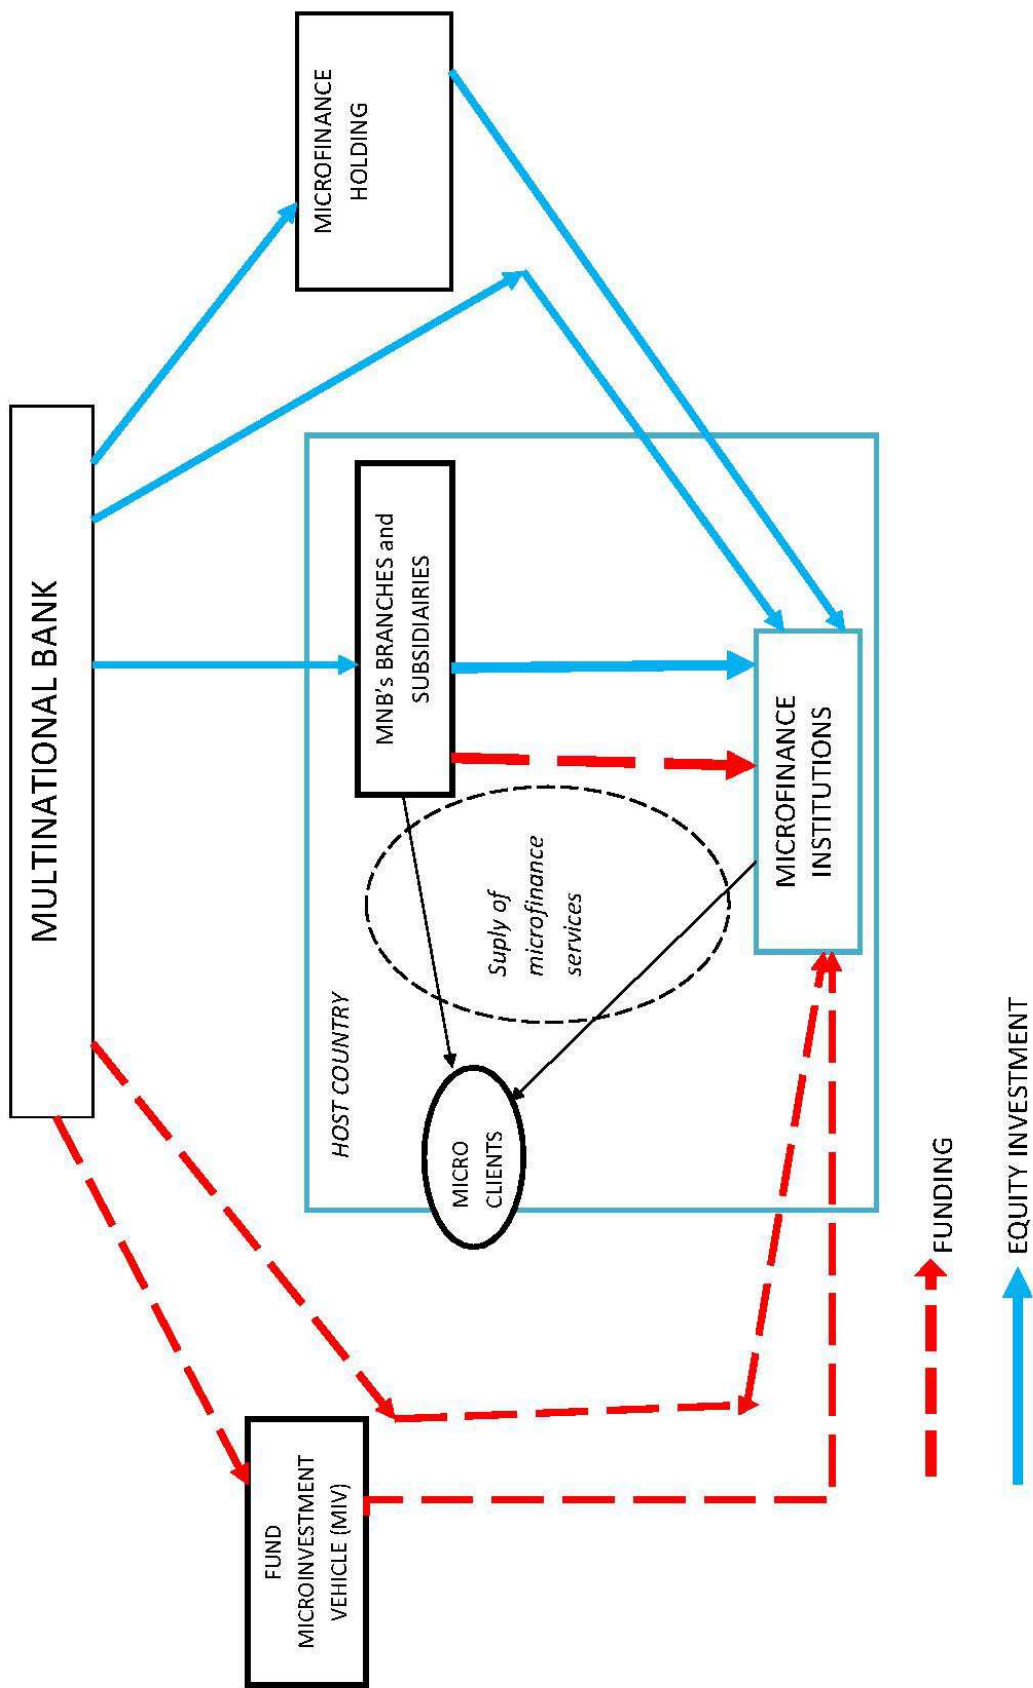 MULTINATIONAL BANK
MICROFINANCE
HOLDING
FUND
MICROINVESTMENT
VEHICLE (MIV)
HOST COUNTRY
MNB's BRANCHES and
SUBSIDIAIRIES
MICRO
CLIENTS
Suply of
microfinance
services
MICROFINANCE
INSTITUTIONS
FUNDING
EQUITY INVESTMENT